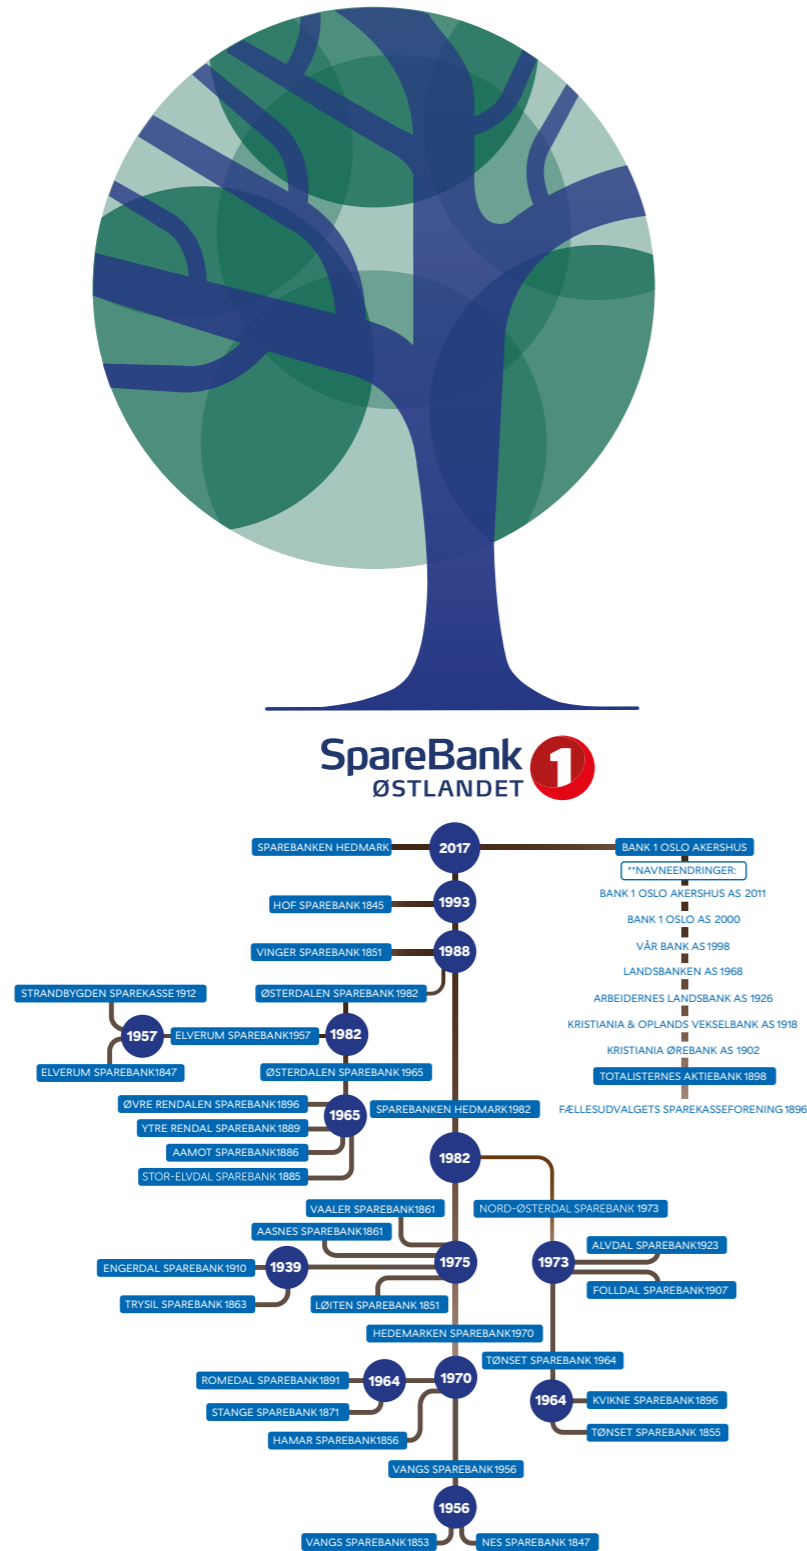 SpareBank 1
ØSTLANDET
SPAREBANKEN HEDMARK
2017
BANK 1 OSLO AKERSHUS
**NAVNEENDRINGER:
BANK 1 OSLO AKERSHUS AS 2011
HOF SPAREBANK 1845
1993
BANK 1 OSLO AS 2000
VINGER SPAREBANK 1851
1988
VÅR BANK AS 1998
LANDSBANKEN AS 1968
STRANDBYGDEN SPAREKASSE 1912
ØSTERDALEN SPAREBANK 1982
ARBEIDERNES LANDSBANK AS 1926
1957
ELVERUM SPAREBANK 1957
1982
KRISTIANIA & OPLANDS VEKSELBANK AS 1918
KRISTIANIA ØREBANK AS 1902
ELVERUM SPAREBANK 1847
ØSTERDALEN SPAREBANK 1965
TOTALISTERNES AKTIEBANK 1898
ØVRE RENDALEN SPAREBANK 1896
1965
SPAREBANKEN HEDMARK 1982
FÆLLESUDVALGETS SPAREKASSEFORENING 1896
YTRE RENDAL SPAREBANK 1889
AAMOT SPAREBANK 1886
STOR-ELVDAL SPAREBANK 1885
1982
VAALER SPAREBANK 1861
NORD-ØSTERDAL SPAREBANK 1973
AASNES SPAREBANK 1861
ALVDAL SPAREBANK 1923
ENGERDAL SPAREBANK 1910
1939
1975
1973
FOLLDAL SPAREBANK 1907
TRYSIL SPAREBANK 1863
LØITEN SPAREBANK 1851
HEDEMARKEN SPAREBANK 1970
TØNSET SPAREBANK 1964
ROMEDAL SPAREBANK 1891
1964
1970
STANGE SPAREBANK 1871
1964
KVIKNE SPAREBANK 1896
HAMAR SPAREBANK 1856
TØNSET SPAREBANK 1855
VANGS SPAREBANK 1956
1956
VANGS SPAREBANK 1853
NES SPAREBANK 1847